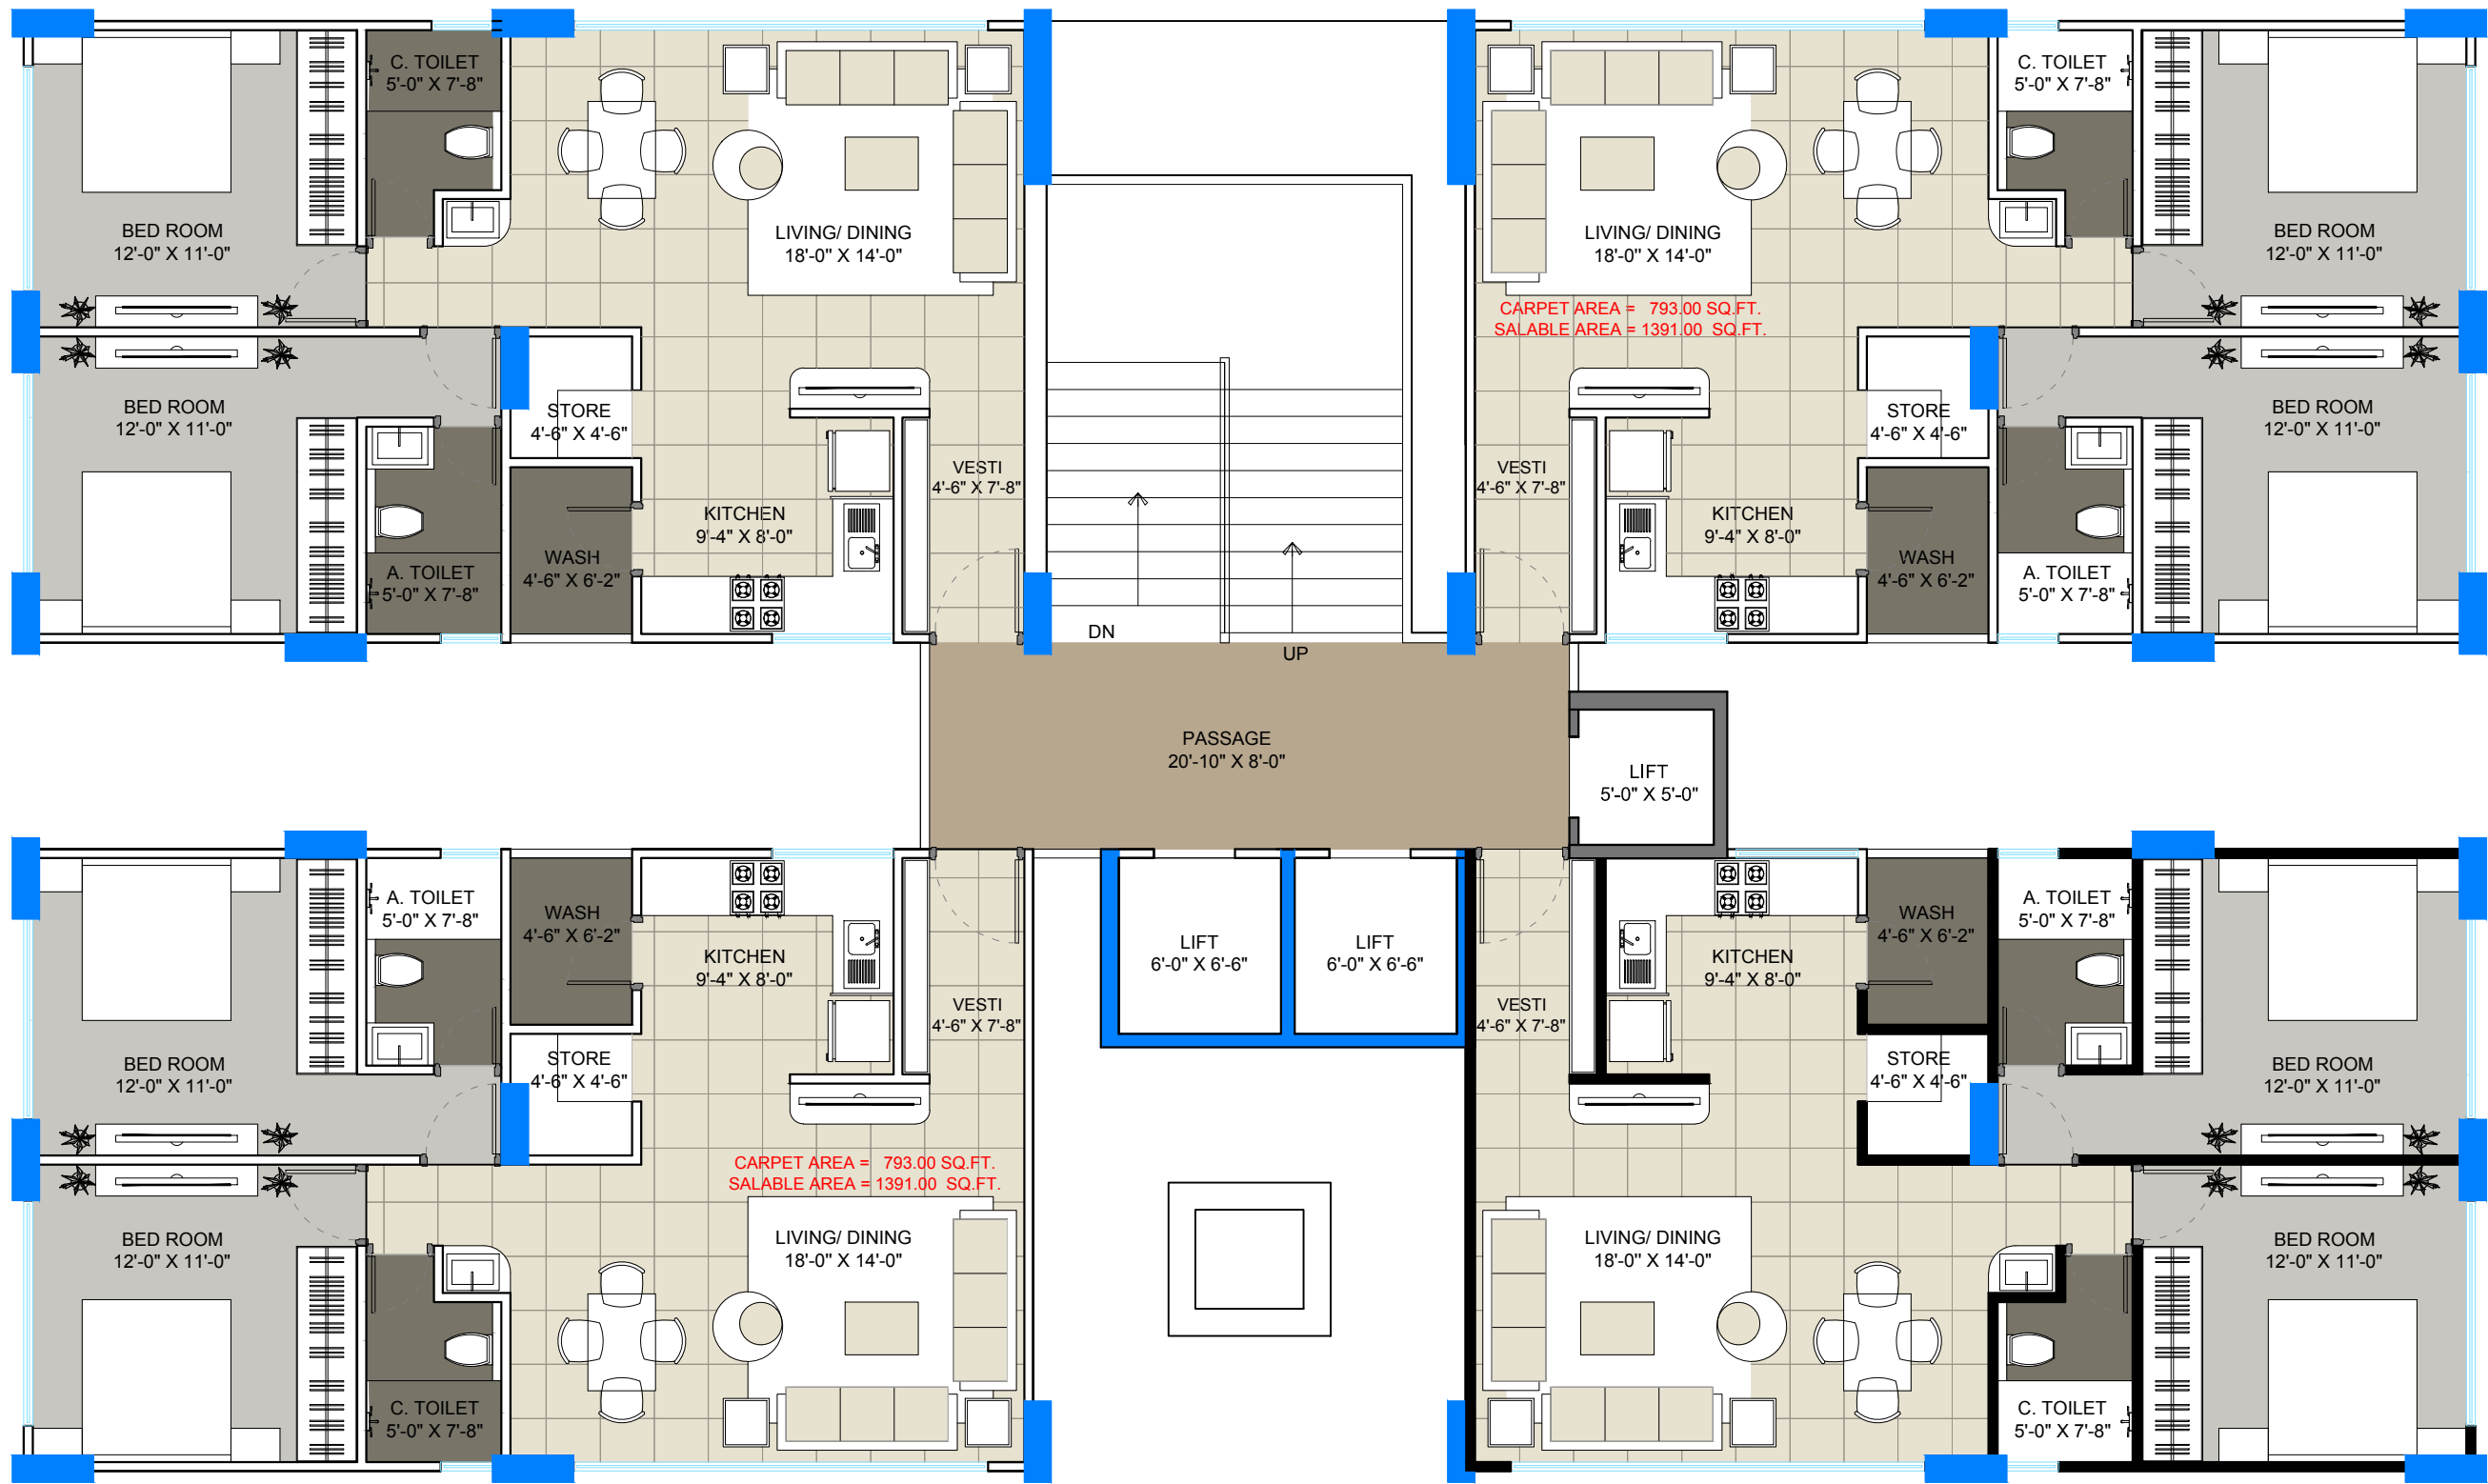 C. TOILET
5'-0" X 7'-8"
C. TOILET
5'-0" X 7'-8"
BED ROOM
12'-0" X 11'-0"
LIVING/ DINING
18'-0" X 14'-0"
LIVING/ DINING
18'-0" X 14'-0"
BED ROOM
12'-0" X 11'-0"
CARPET AREA = 793.00 SQ.FT.
SALABLE AREA = 1391.00 SQ.FT.
BED ROOM
12'-0" X 11'-0"
STORE
4'-6" X 4'-6"
STORE
4'-6" X 4'-6"
BED ROOM
12'-0" X 11'-0"
VESTI
4'-6" X 7'-8"
VESTI
4'-6" X 7'-8"
KITCHEN
9'-4" X 8'-0"
KITCHEN
9'-4" X 8'-0"
WASH
4'-6" X 6'-2"
WASH
4'-6" X 6'-2"
A. TOILET
5'-0" X 7'-8"
A. TOILET
5'-0" X 7'-8"
DN
UP
PASSAGE
20'-10" X 8'-0"
LIFT
5'-0" X 5'-0"
A. TOILET
5'-0" X 7'-8"
WASH
4'-6" X 6'-2"
WASH
4'-6" X 6'-2"
A. TOILET
5'-0" X 7'-8"
LIFT
6'-0" X 6'-6"
LIFT
6'-0" X 6'-6"
KITCHEN
9'-4" X 8'-0"
KITCHEN
9'-4" X 8'-0"
VESTI
4'-6" X 7'-8"
VESTI
4'-6" X 7'-8"
BED ROOM
12'-0" X 11'-0"
STORE
4'-6" X 4'-6"
STORE
4'-6" X 4'-6"
BED ROOM
12'-0" X 11'-0"
CARPET AREA = 793.00 SQ.FT.
SALABLE AREA = 1391.00 SQ.FT.
BED ROOM
12'-0" X 11'-0"
LIVING/ DINING
18'-0" X 14'-0"
LIVING/ DINING
18'-0" X 14'-0"
BED ROOM
12'-0" X 11'-0"
C. TOILET
5'-0" X 7'-8"
C. TOILET
5'-0" X 7'-8"